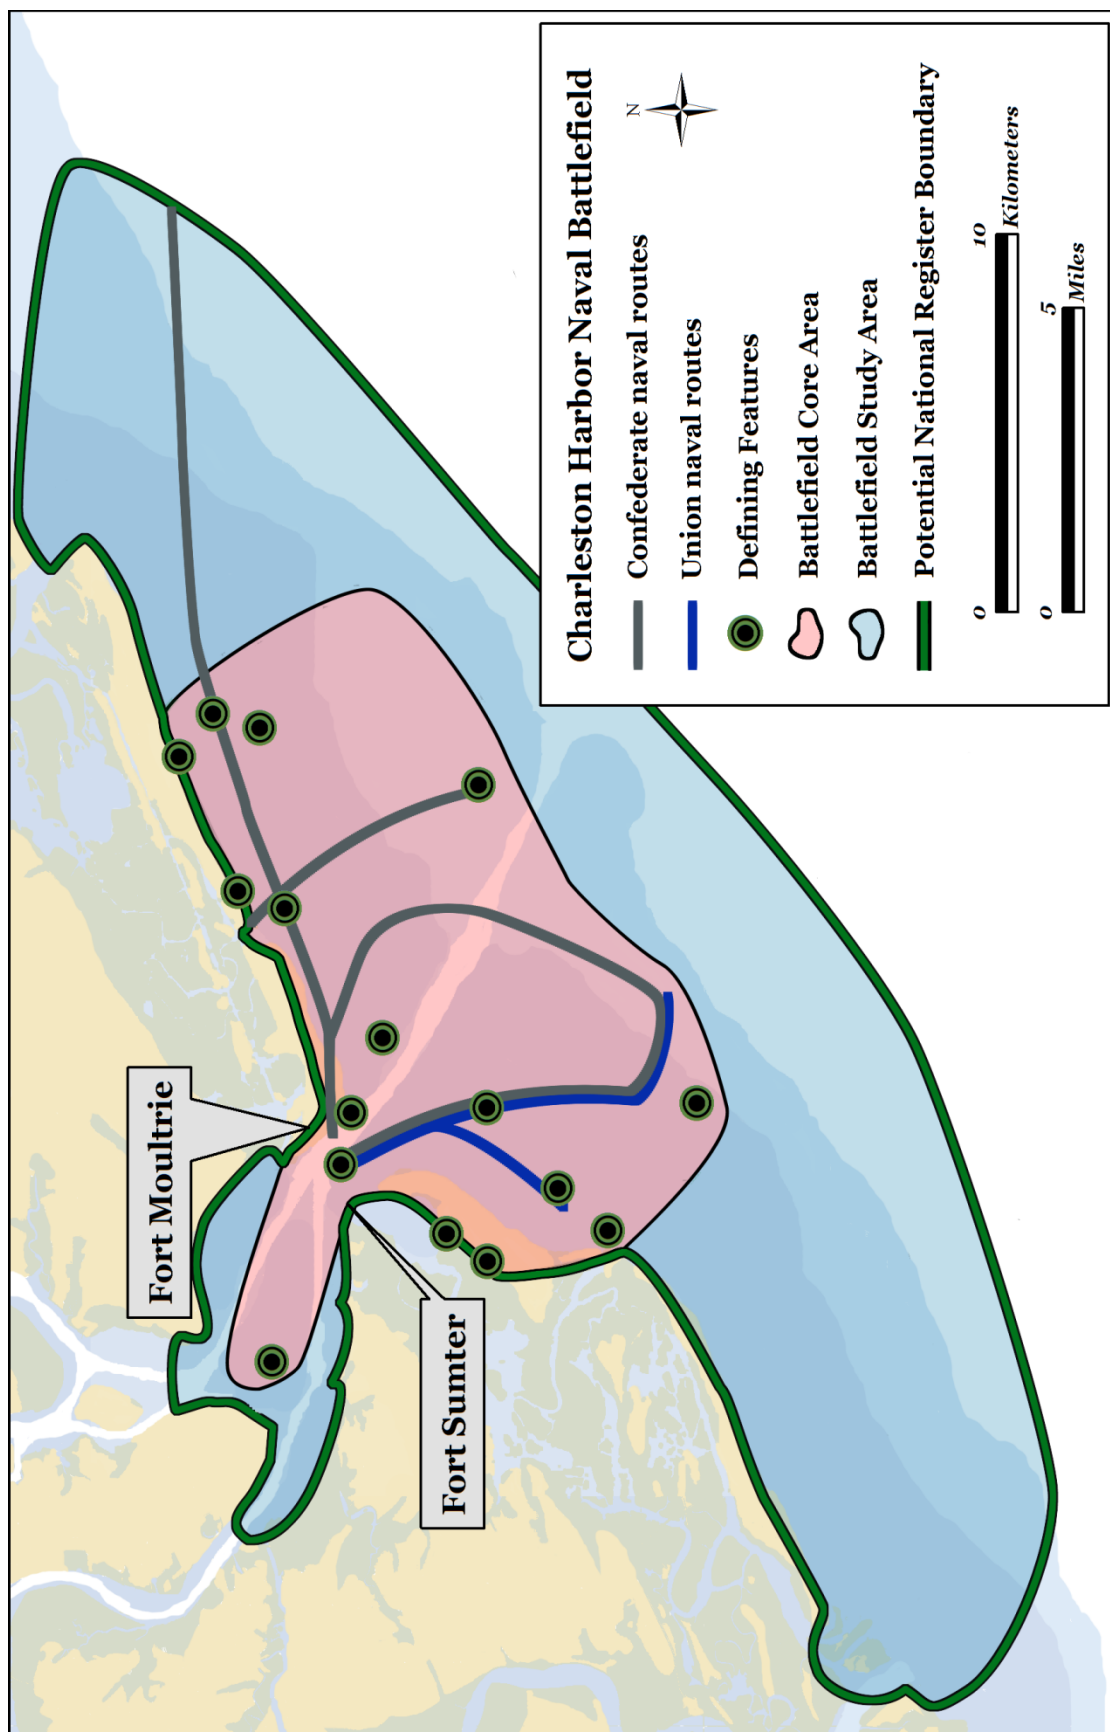 Fort Moultrie
Fort Sumter
Charleston Harbor Naval Battlefield
N
Confederate naval routes
Union naval routes
Defining Features
Battlefield Core Area
Battlefield Study Area
Potential National Register Boundary
0 10
Kilometers
0 5
Miles